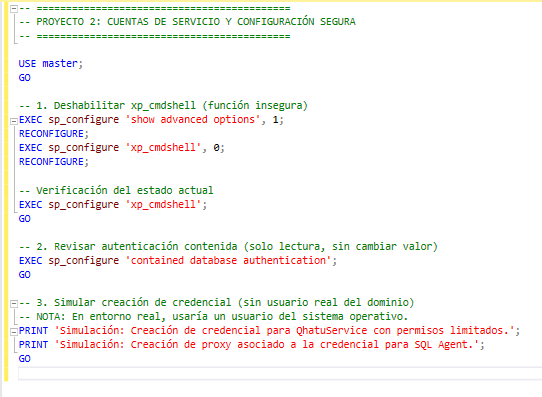 -- ===========================================
-- PROYECTO 2: CUENTAS DE SERVICIO Y CONFIGURACIÓN SEGURA
-- ===========================================
USE master;
GO
-- 1. Deshabilitar xp_cmdshell (función insegura)
EXEC sp_configure 'show advanced options', 1;
RECONFIGURE;
EXEC sp_configure 'xp_cmdshell', 0;
RECONFIGURE;
-- Verificación del estado actual
EXEC sp_configure 'xp_cmdshell';
GO
-- 2. Revisar autenticación contenida (solo lectura, sin cambiar valor)
EXEC sp_configure 'contained database authentication';
GO
-- 3. Simular creación de credencial (sin usuario real del dominio)
-- NOTA: En entorno real, usaría un usuario del sistema operativo.
PRINT 'Simulación: Creación de credencial para QhatuService con permisos limitados.';
PRINT 'Simulación: Creación de proxy asociado a la credencial para SQL Agent.';
GO